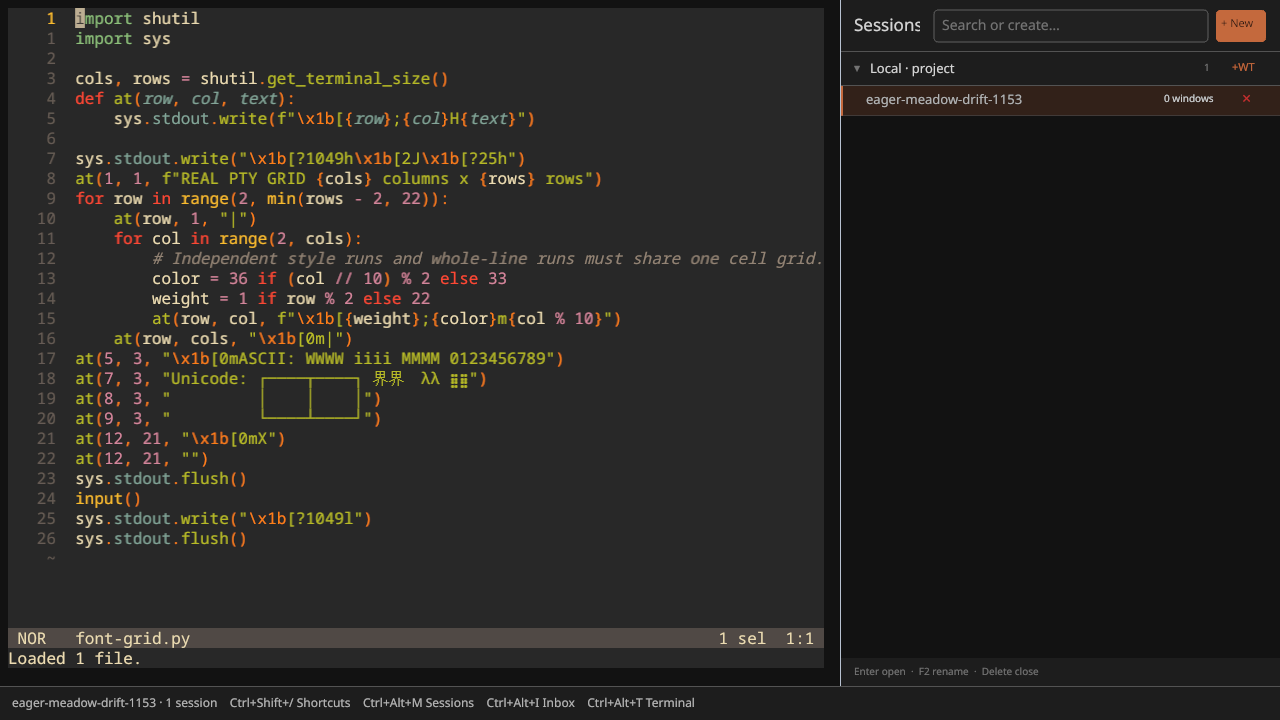 1 import shutil
1 import sys
2
3 cols, rows = shutil.get_terminal_size()
4 def at(row, col, text):
5     sys.stdout.write(f"\x1b[{row};{col}H{text}")
6
7 sys.stdout.write("\x1b[?1049h\x1b[2J\x1b[?25h")
8 at(1, 1, f"REAL PTY GRID {cols} columns x {rows} rows")
9 for row in range(2, min(rows - 2, 22)):
10     at(row, 1, "|")
11     for col in range(2, cols):
12         # Independent style runs and whole-line runs must share one cell grid.
13         color = 36 if (col // 10) % 2 else 33
14         weight = 1 if row % 2 else 22
15         at(row, col, f"\x1b[{weight};{color}m{col % 10}")
16     at(row, cols, "\x1b[0m|")
17 at(5, 3, "\x1b[0mASCII: WWWW iiii MMMM 0123456789")
18 at(7, 3, "Unicode: ┌────┬────┐ 界界  λλ ⣿⣿")
19 at(8, 3, "         │    │    │")
20 at(9, 3, "         └────┴────┘")
21 at(12, 21, "\x1b[0mX")
22 at(12, 21, "")
23 sys.stdout.flush()
24 input()
25 sys.stdout.write("\x1b[?1049l")
26 sys.stdout.flush()
~
NOR   font-grid.py   1 sel  1:1
Loaded 1 file.
Sessions Search or create… + New
▼ Local · project 1 +WT
eager-meadow-drift-1153 0 windows ✕
Enter open · F2 rename · Delete close
eager-meadow-drift-1153 · 1 session Ctrl+Shift+/ Shortcuts Ctrl+Alt+M Sessions Ctrl+Alt+I Inbox Ctrl+Alt+T Terminal